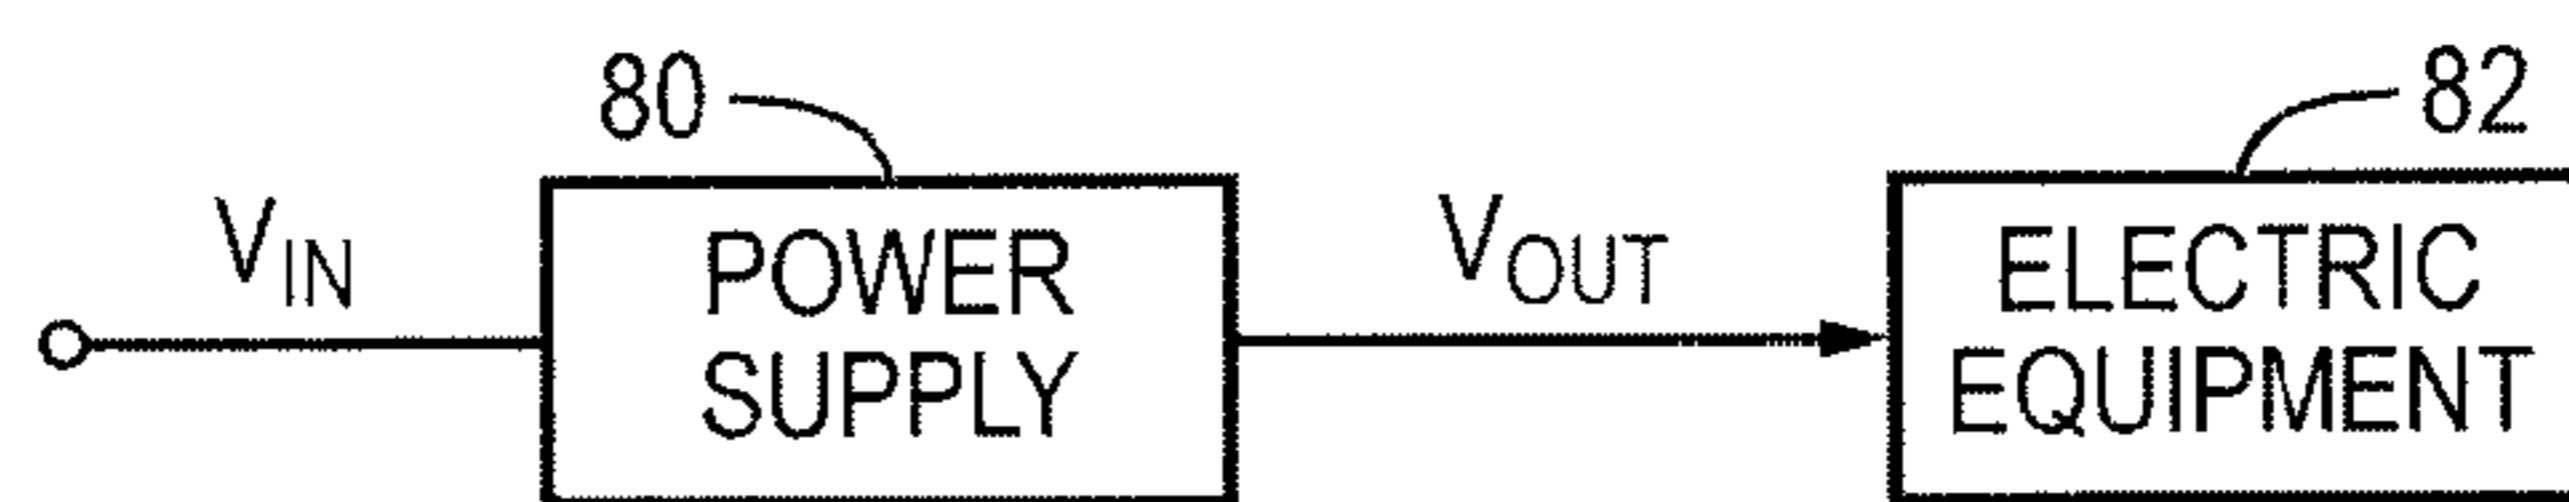 80
82
VIN
POWER
SUPPLY
VOUT
ELECTRIC
EQUIPMENT